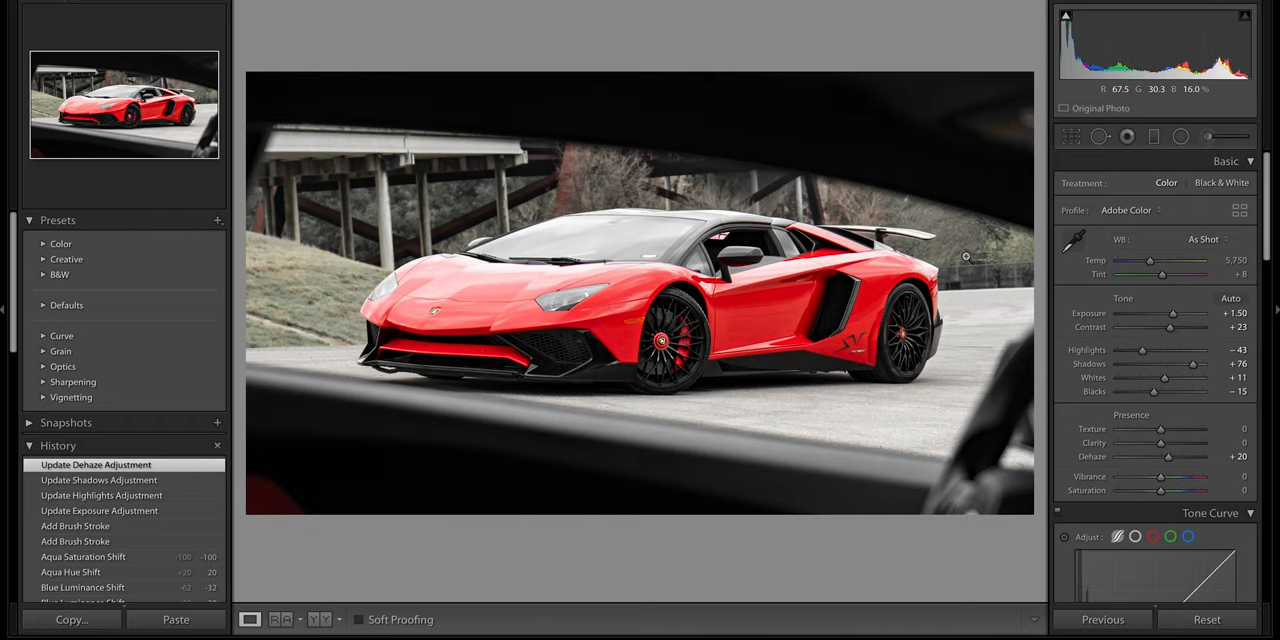 R 67.5 G 30.3 B 16.0 %
Original Photo
Basic
Treatment : Color Black & White
Profile : Adobe Color
WB : As Shot
Temp 5,750
Tint + 8
Tone Auto
Exposure + 1.50
Contrast + 23
Highlights − 43
Shadows + 76
Whites + 11
Blacks − 15
Presence
Texture 0
Clarity 0
Dehaze + 20
Vibrance 0
Saturation 0
Tone Curve
Adjust :
Previous Reset
Presets +
Color
Creative
B&W
Defaults
Curve
Grain
Optics
Sharpening
Vignetting
Snapshots +
History ×
Update Dehaze Adjustment
Update Shadows Adjustment
Update Highlights Adjustment
Update Exposure Adjustment
Add Brush Stroke
Add Brush Stroke
Aqua Saturation Shift -100 -100
Aqua Hue Shift +20 20
Blue Luminance Shift -62 -32
Copy... Paste
R A Y Y Soft Proofing
SV